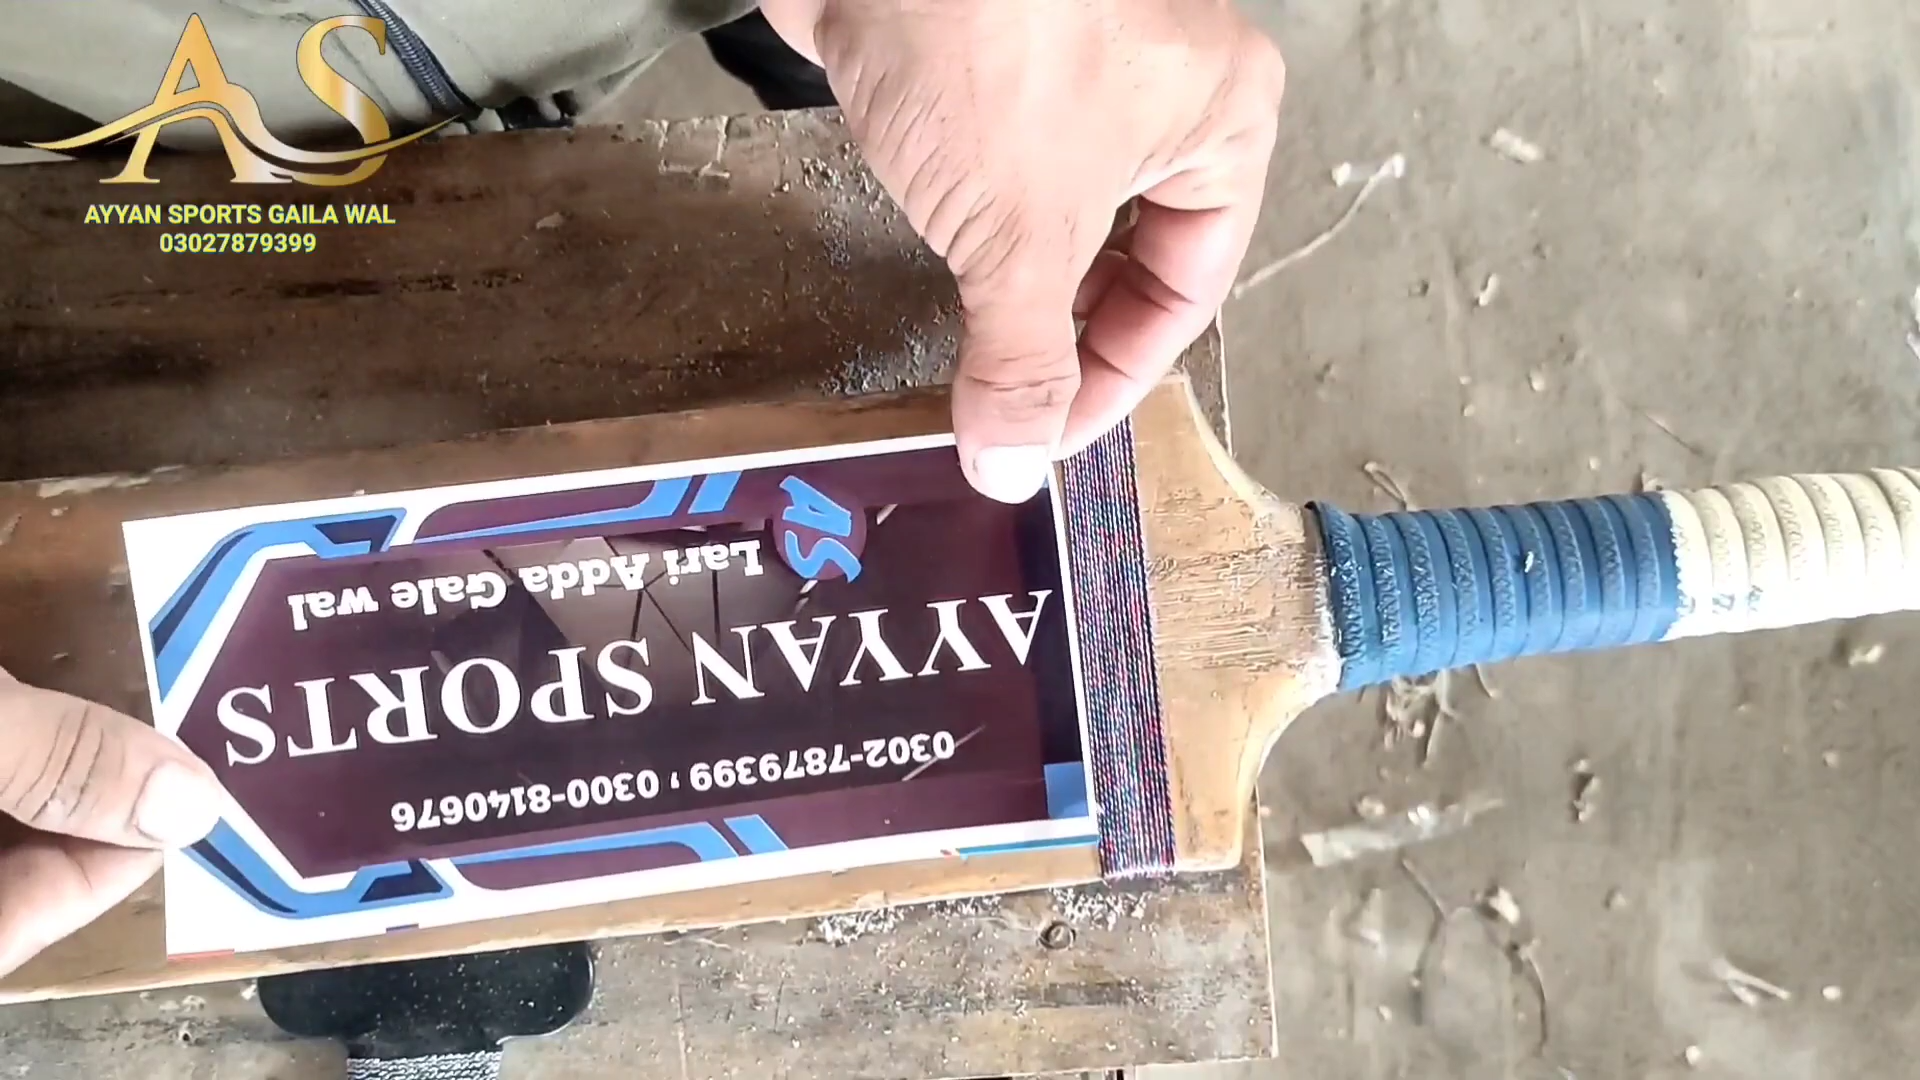 AS
AYYAN SPORTS GAILA WAL
03027879399
AS
Lari Adda Gale wal
AYYAN SPORTS
0302-7879399 , 0300-8140676